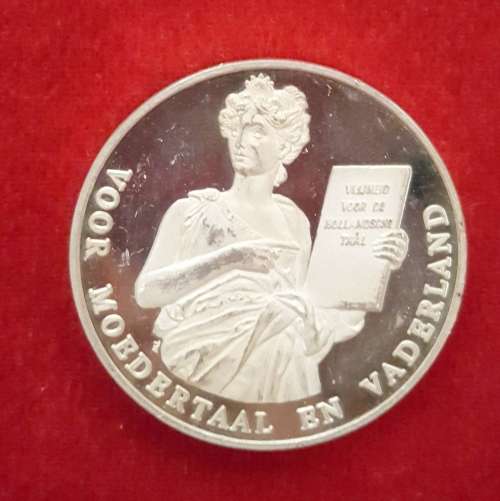 VRIJHEID
VOOR DE
HOLLANDSCHE
TAAL
VOOR MOEDERTAAL EN VADERLAND